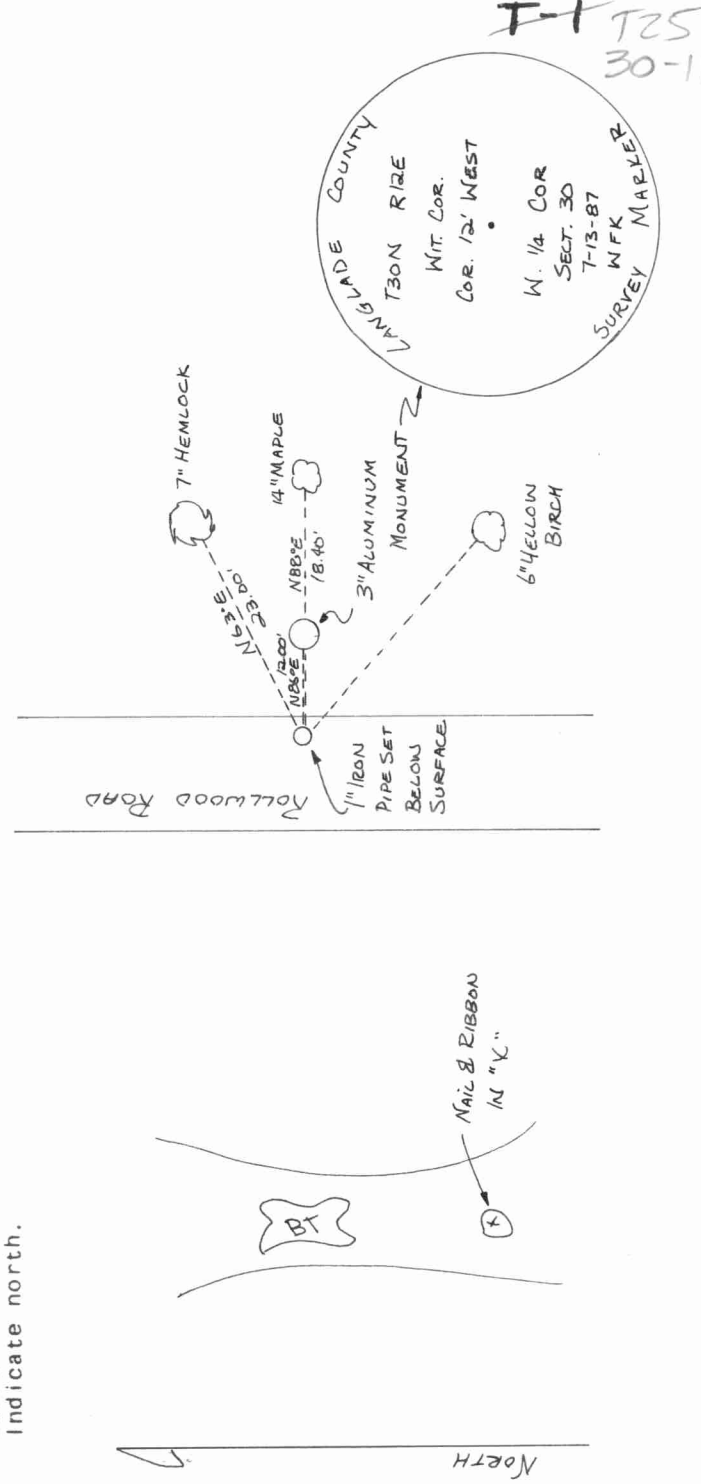 T-1
T25
30-1
Indicate north.
NORTH
BT
X
NAIL & RIBBON
IN "X"
ROLLWOOD ROAD
1" IRON
PIPE SET
BELOW
SURFACE
N63°E
23.00'
7" HEMLOCK
12.00'
N88°E
N88°E
18.40'
14" MAPLE
3" ALUMINUM
MONUMENT
6" YELLOW
BIRCH
LANGLADE COUNTY
T30N R12E
WIT. COR.
COR. 12' WEST
W. 1/4 COR
SECT. 30
7-13-87
WFK
SURVEY MARKER